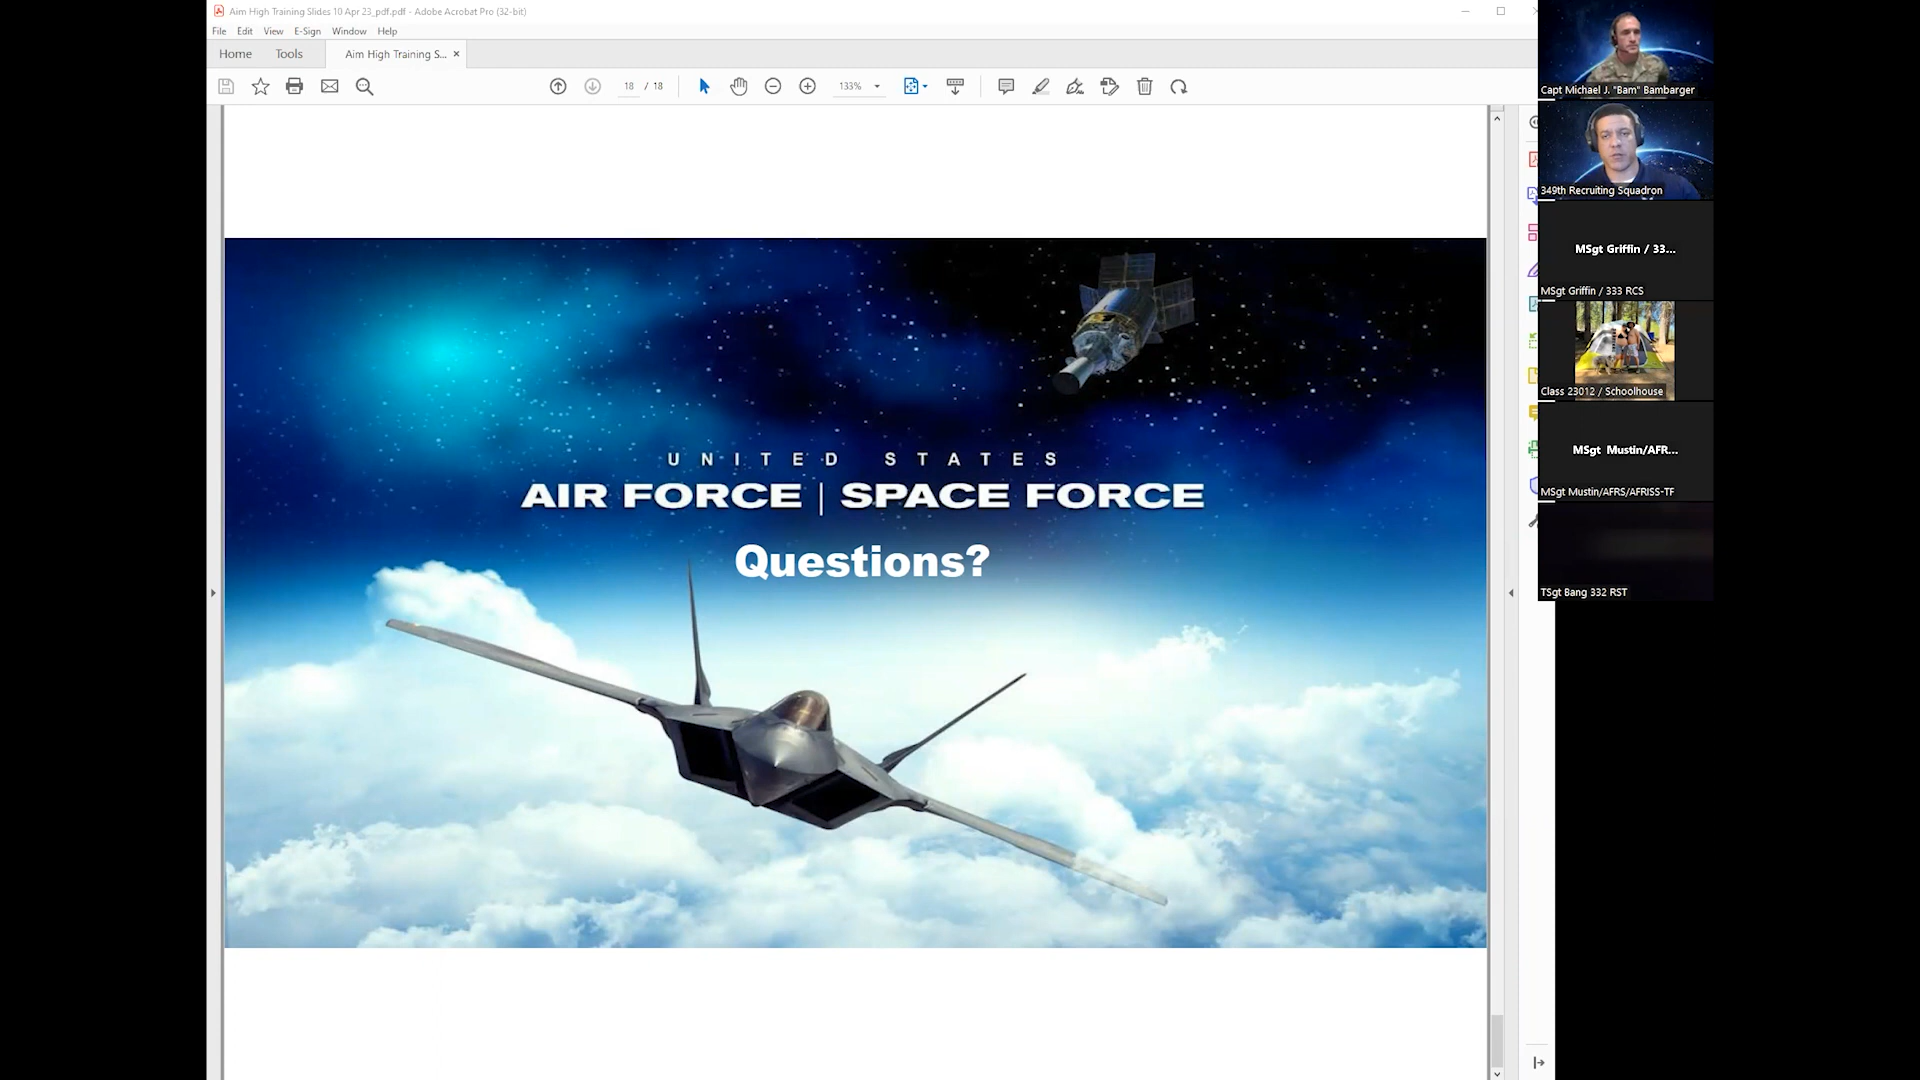 Aim High Training Slides 10 Apr 23_pdf.pdf - Adobe Acrobat Pro (32-bit)
File Edit View E-Sign Window Help
Home Tools Aim High Training S... ×
18 / 18 133%
UNITED STATES
AIR FORCE | SPACE FORCE
Questions?
Capt Michael J. "Bam" Bambarger
349th Recruiting Squadron
MSgt Griffin / 33...
MSgt Griffin / 333 RCS
Class 23012 / Schoolhouse
MSgt Mustin/AFR...
MSgt Mustin/AFRS/AFRISS-TF
TSgt Bang 332 RST